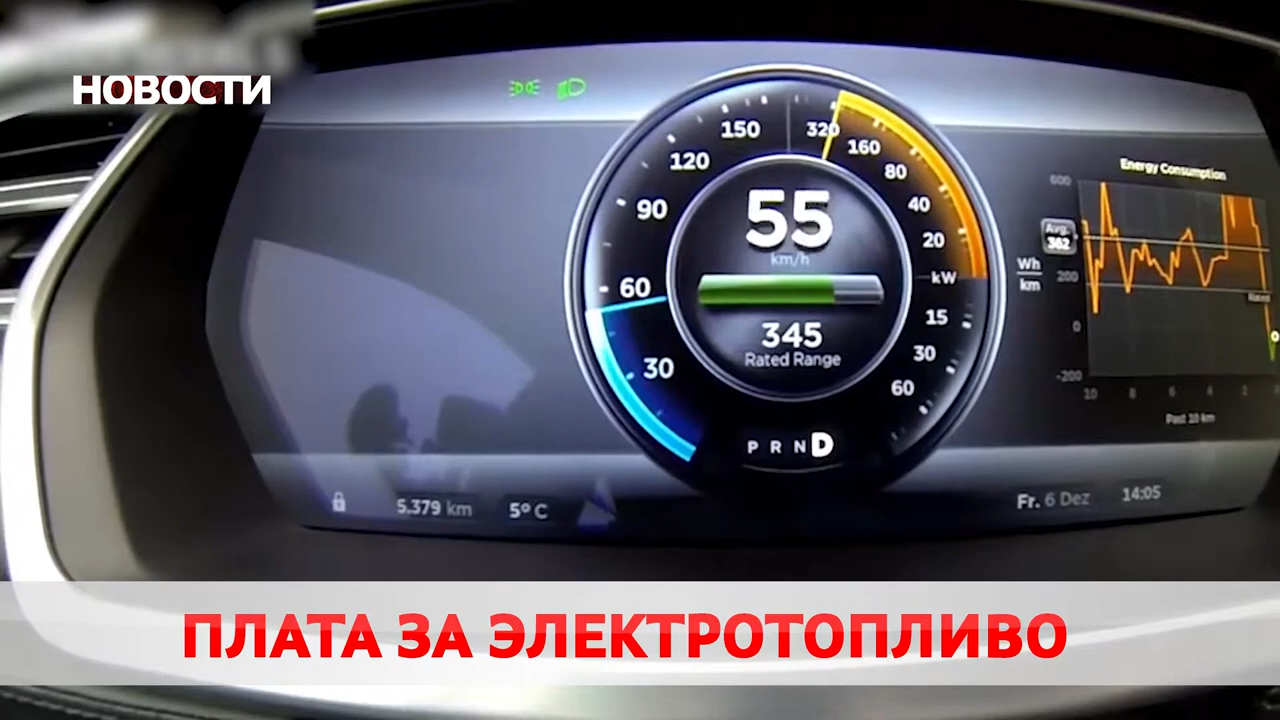 НОВОСТИ
150
320
120
160
80
90
40
20
60
kW
15
30
30
60
55
km/h
345
Rated Range
P R N D
Energy Consumption
600
Avg.
362
200
0
-200
Wh
km
Rated
10 8 6 4 2
Past 10 km
5.379 km
5° C
Fr. 6 Dez
14:05
ПЛАТА ЗА ЭЛЕКТРОТОПЛИВО